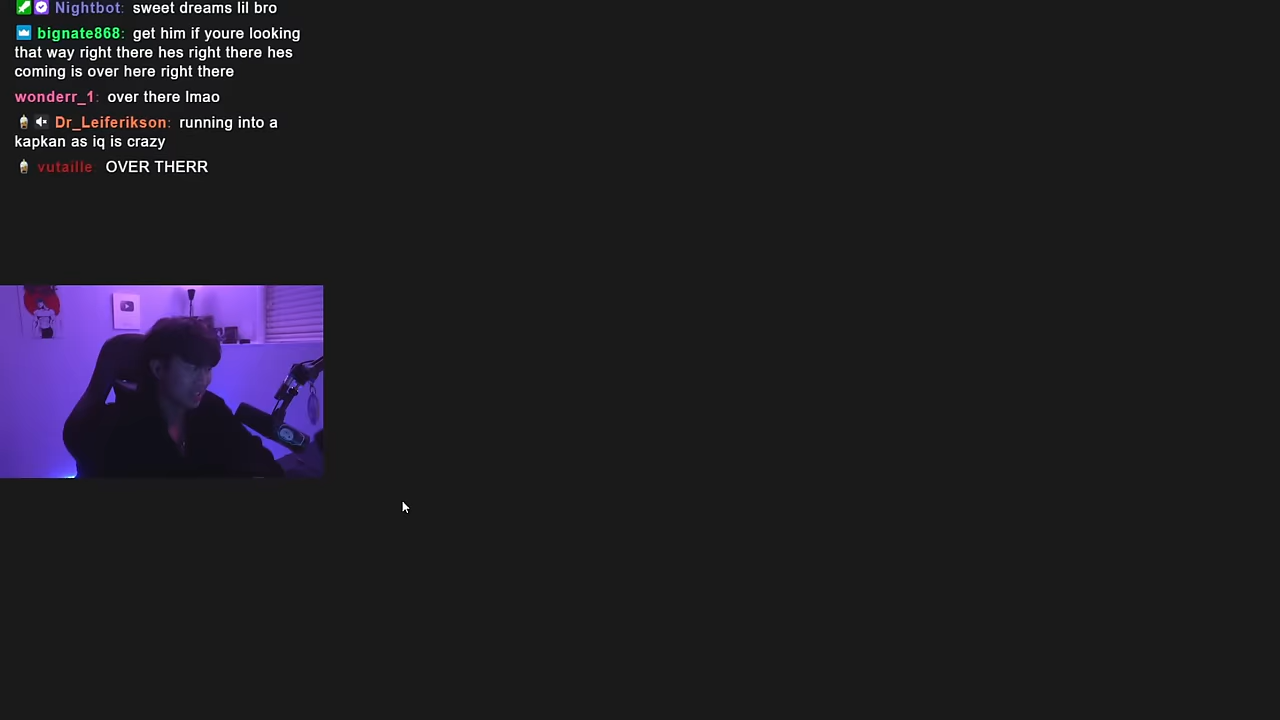 Nightbot: sweet dreams lil bro
bignate868: get him if youre looking
that way right there hes right there hes
coming is over here right there
wonderr_1: over there lmao
Dr_Leiferikson: running into a
kapkan as iq is crazy
vutaille OVER THERR